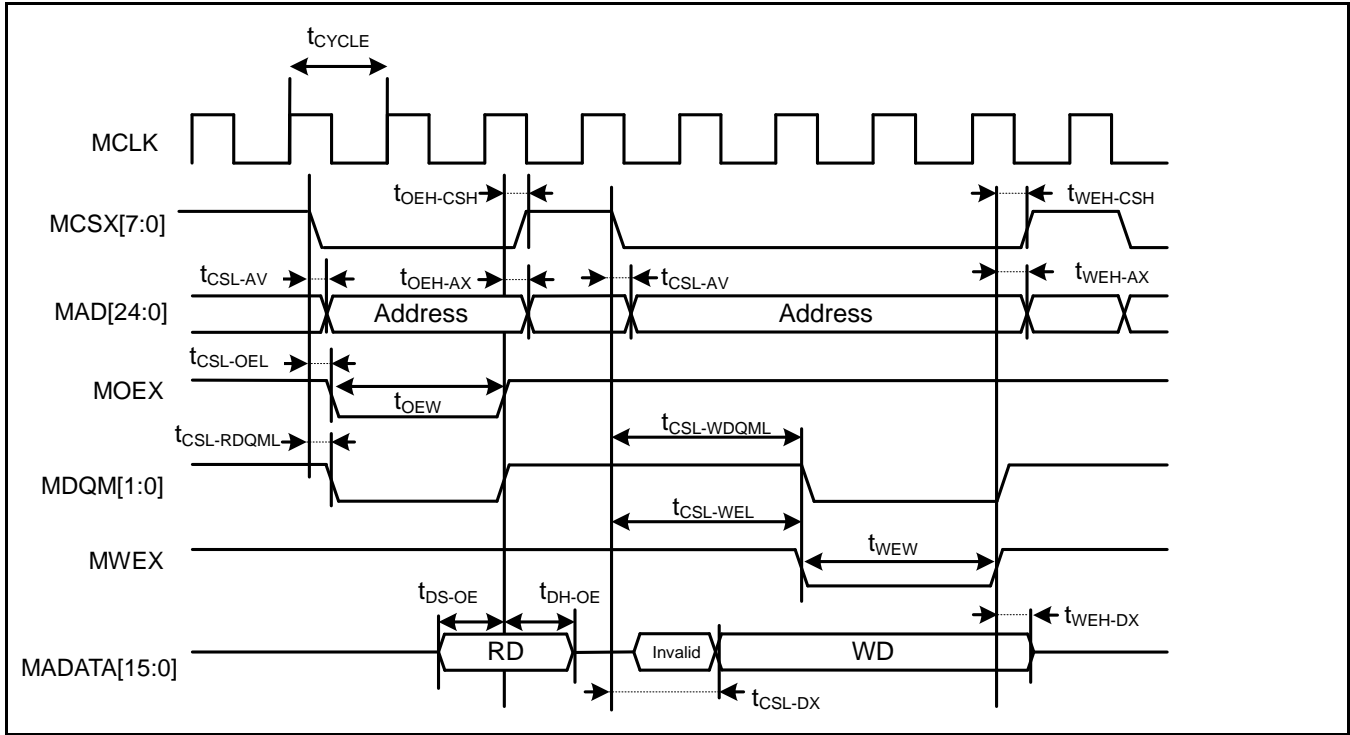 tCYCLE
MCLK
tOEH-CSH
tWEH-CSH
MCSX[7:0]
tCSL-AV
tOEH-AX
tCSL-AV
tWEH-AX
MAD[24:0]
Address
Address
tCSL-OEL
MOEX
tOEW
tCSL-RDQML
tCSL-WDQML
MDQM[1:0]
tCSL-WEL
MWEX
tWEW
tDS-OE
tDH-OE
tWEH-DX
MADATA[15:0]
RD
Invalid
WD
tCSL-DX